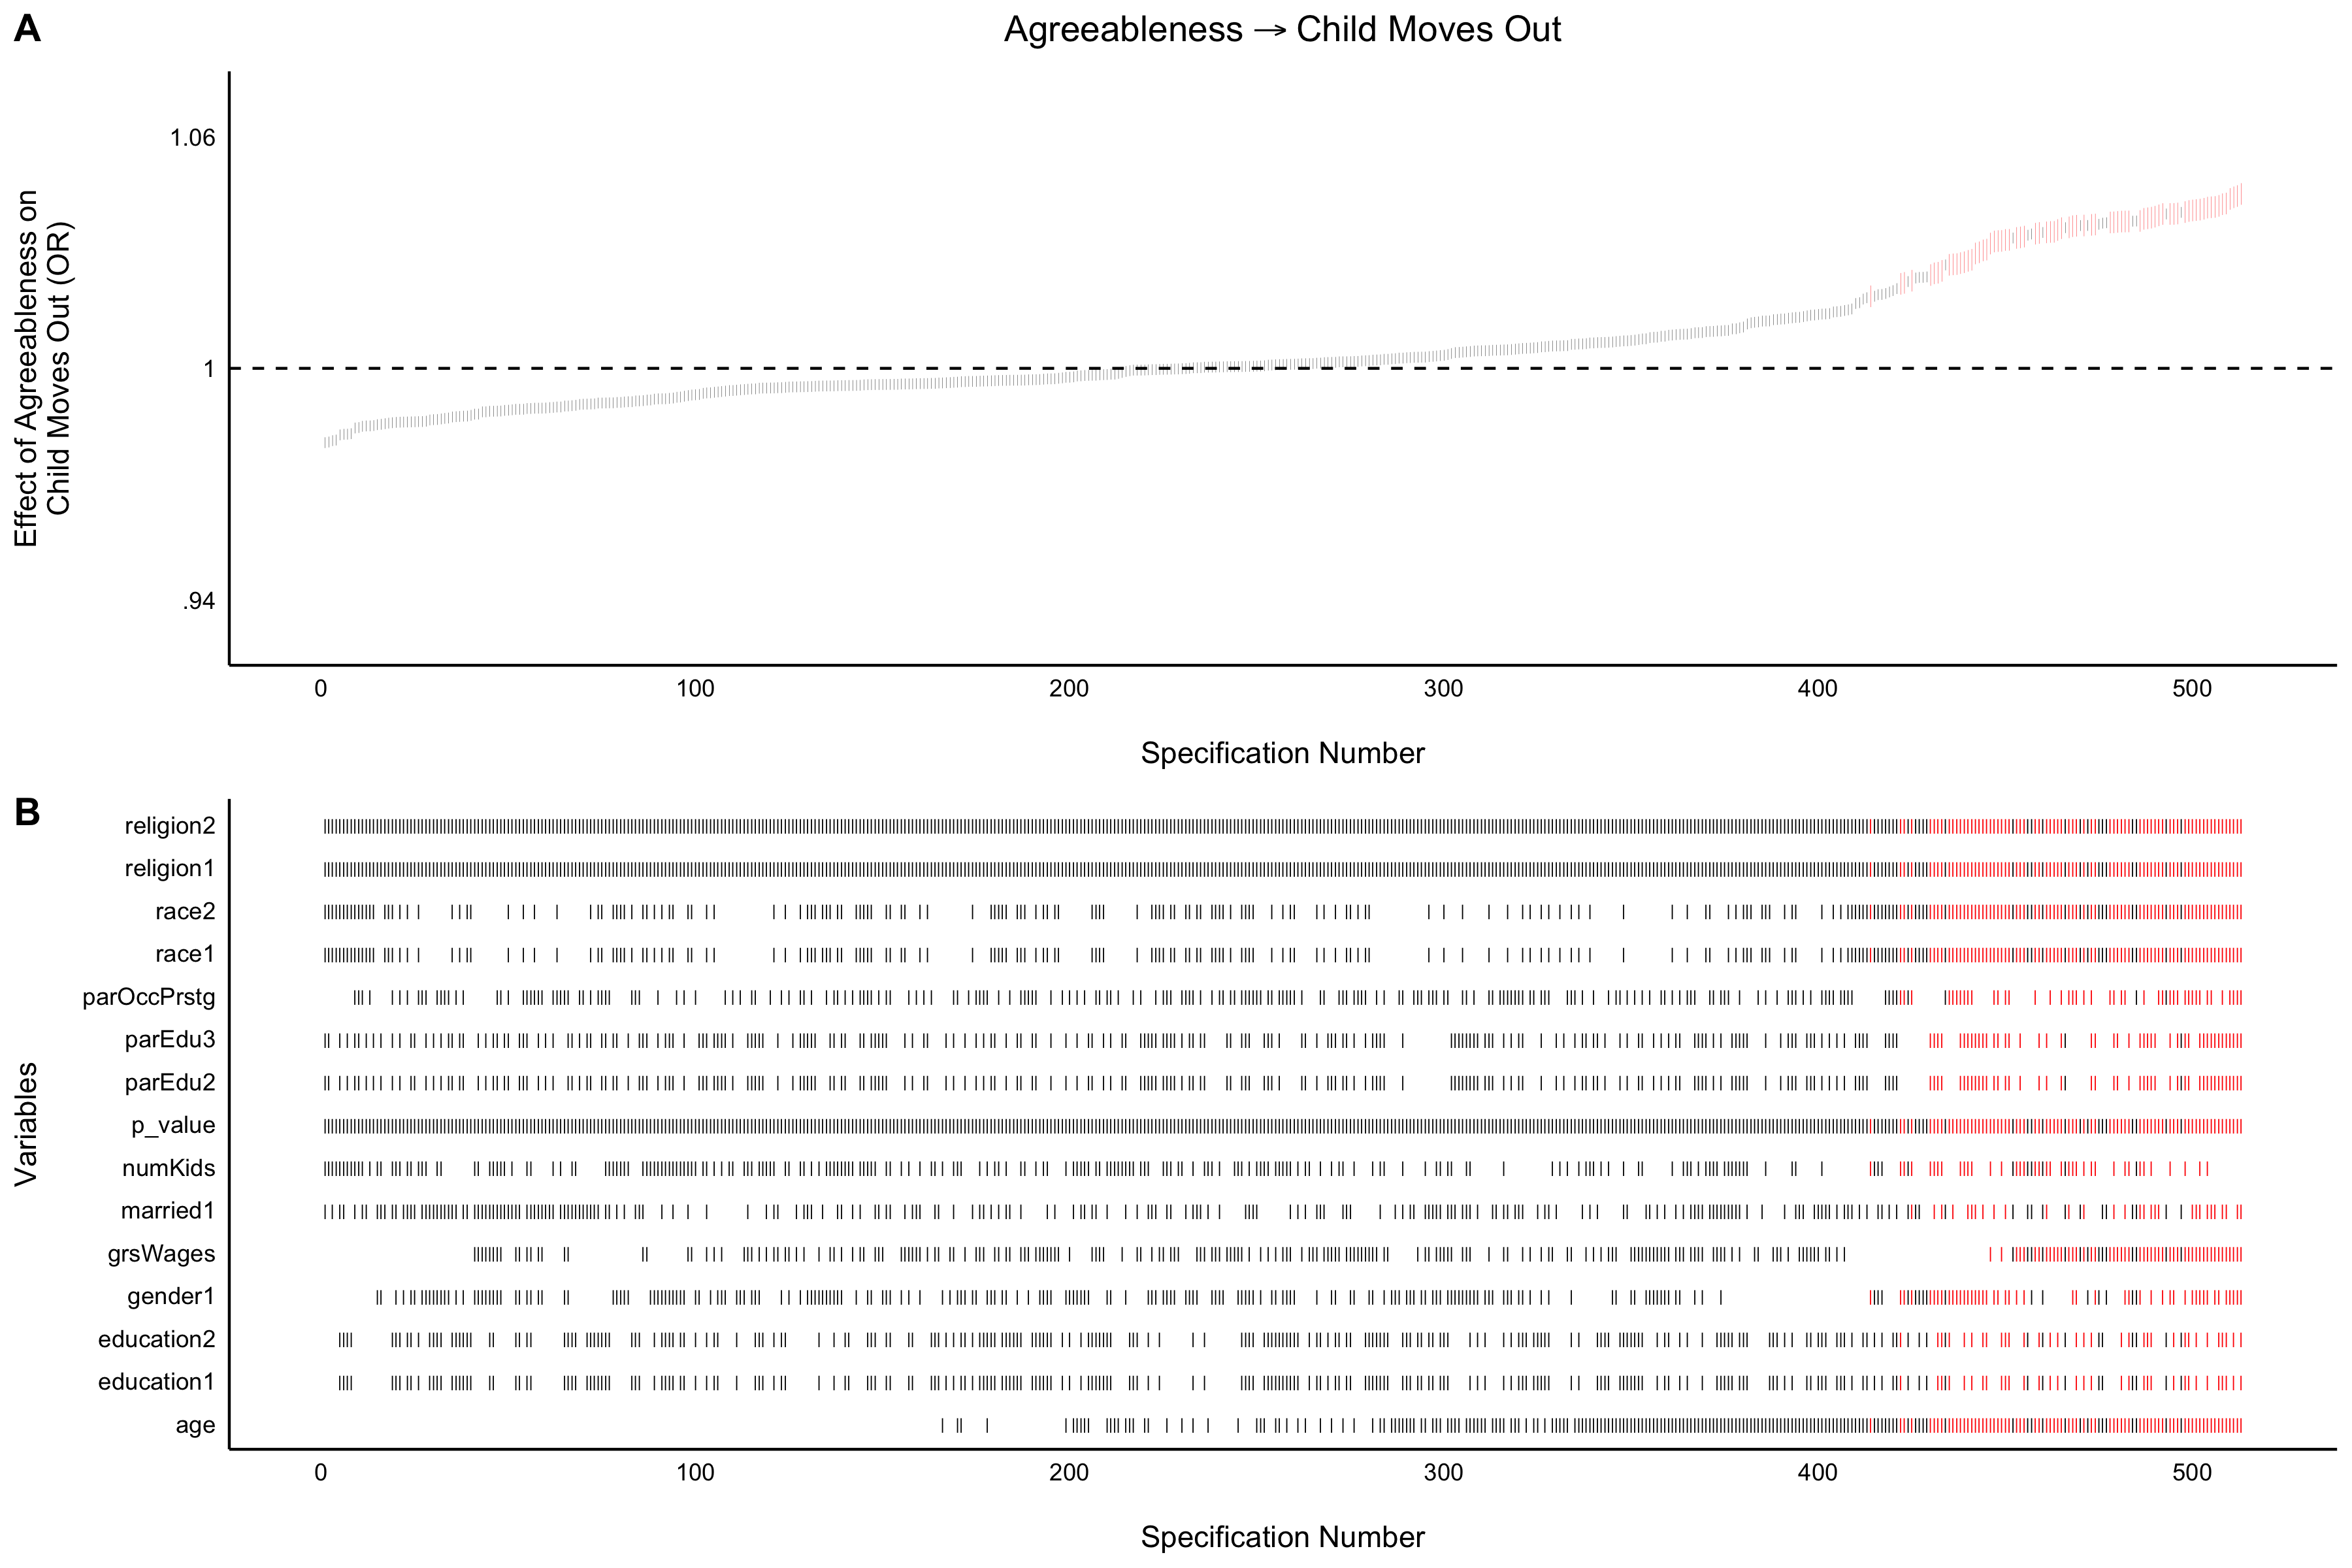 A
Agreeableness → Child Moves Out
Effect of Agreeableness on
Child Moves Out (OR)
1.06
1
.94
0 100 200 300 400 500
Specification Number
B
Variables
religion2
religion1
race2
race1
parOccPrstg
parEdu3
parEdu2
p_value
numKids
married1
grsWages
gender1
education2
education1
age
0 100 200 300 400 500
Specification Number